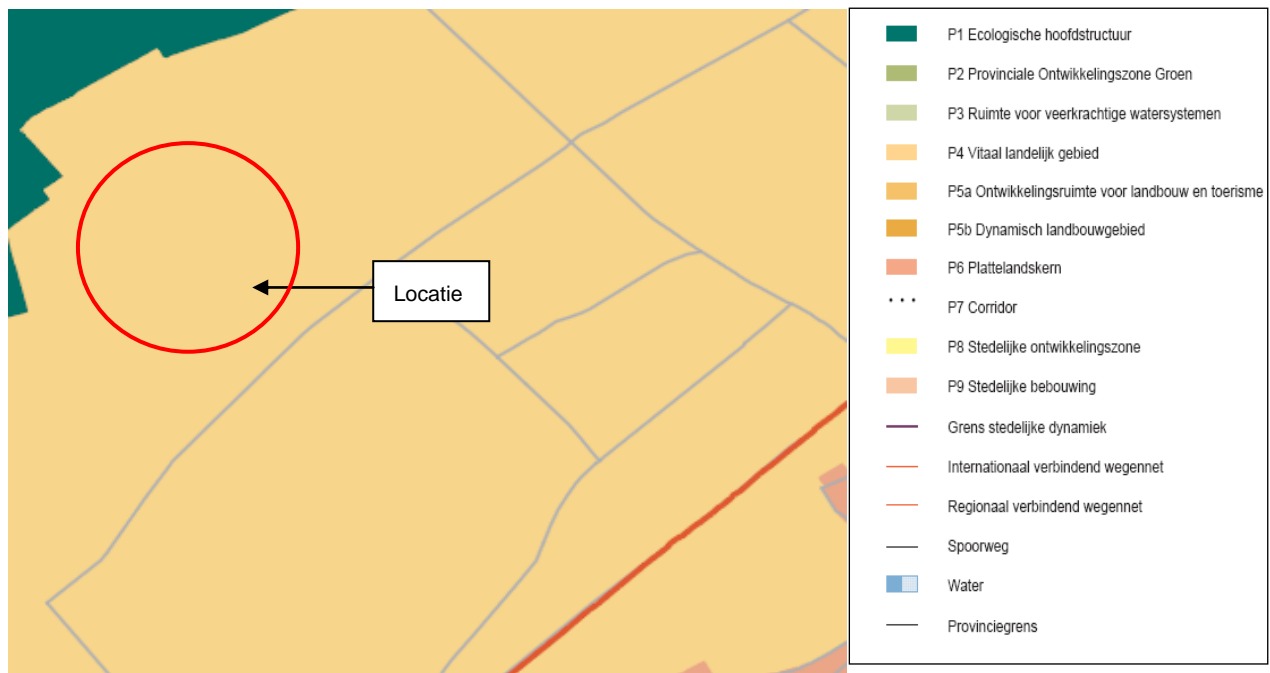 Locatie
P1 Ecologische hoofdstructuur
P2 Provinciale Ontwikkelingszone Groen
P3 Ruimte voor veerkrachtige watersystemen
P4 Vitaal landelijk gebied
P5a Ontwikkelingsruimte voor landbouw en toerisme
P5b Dynamisch landbouwgebied
P6 Plattelandskern
P7 Corridor
P8 Stedelijke ontwikkelingszone
P9 Stedelijke bebouwing
Grens stedelijke dynamiek
Internationaal verbindend wegennet
Regionaal verbindend wegennet
Spoorweg
Water
Provinciegrens